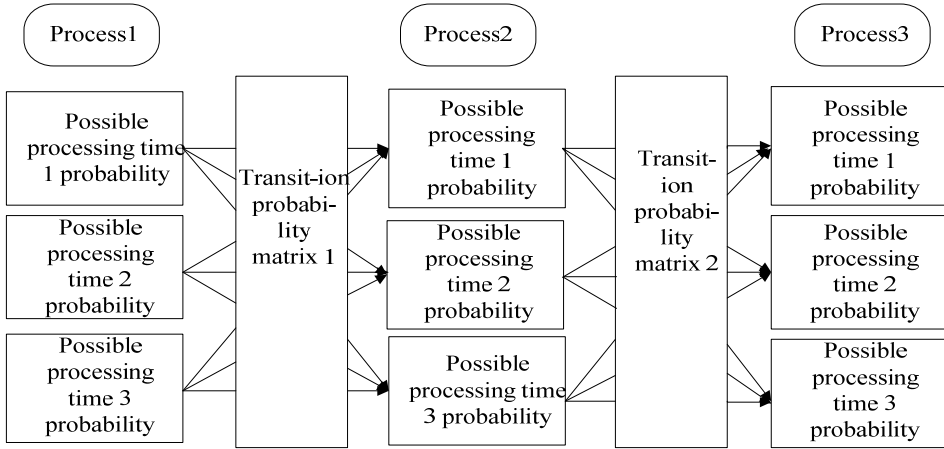 Process1
Process2
Process3
Possible
processing time
1 probability
Possible
processing
time 2
probability
Possible
processing
time 3
probability
Transit-ion
probabi-
lity
matrix 1
Possible
processing
time 1
probability
Possible
processing
time 2
probability
Possible
processing time
3 probability
Transit-
ion
probabi-
lity
matrix 2
Possible
processing
time 1
probability
Possible
processing
time 2
probability
Possible
processing
time 3
probability